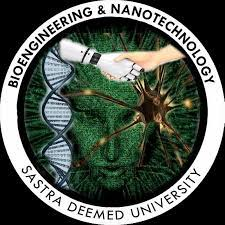 BIOENGINEERING & NANOTECHNOLOGY
SASTRA DEEMED UNIVERSITY